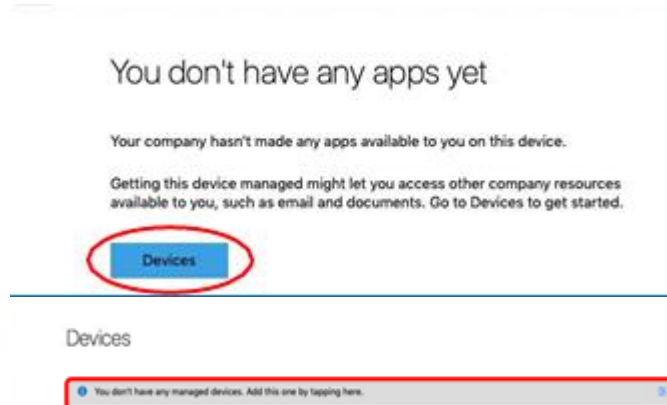 You don't have any apps yet
Your company hasn't made any apps available to you on this device.
Getting this device managed might let you access other company resources
available to you, such as email and documents. Go to Devices to get started.
Devices
Devices
You don't have any managed devices. Add this one by tapping here.